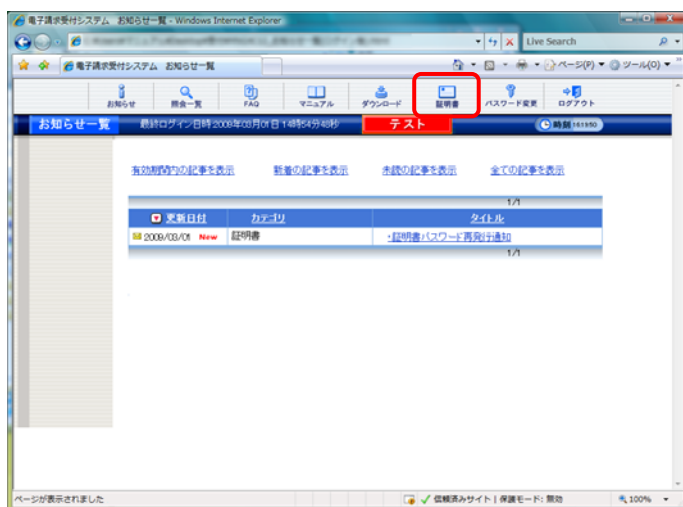 電子請求受付システム お知らせ一覧 - Windows Internet Explorer
Live Search
電子請求受付システム お知らせ一覧
ページ(P)
ツール(O)
お知らせ 照会一覧 FAQ マニュアル ダウンロード 証明書 パスワード変更 ログアウト
お知らせ一覧 最終ログイン日時:2009年03月01日 14時54分48秒 テスト 時刻 16:19:50
有効期間内の記事を表示 新着の記事を表示 未読の記事を表示 全ての記事を表示
1/1
更新日付 カテゴリ タイトル
2009/03/01 New 証明書 ・証明書パスワード再発行通知
1/1
ページが表示されました 信頼済みサイト | 保護モード: 無効 100%